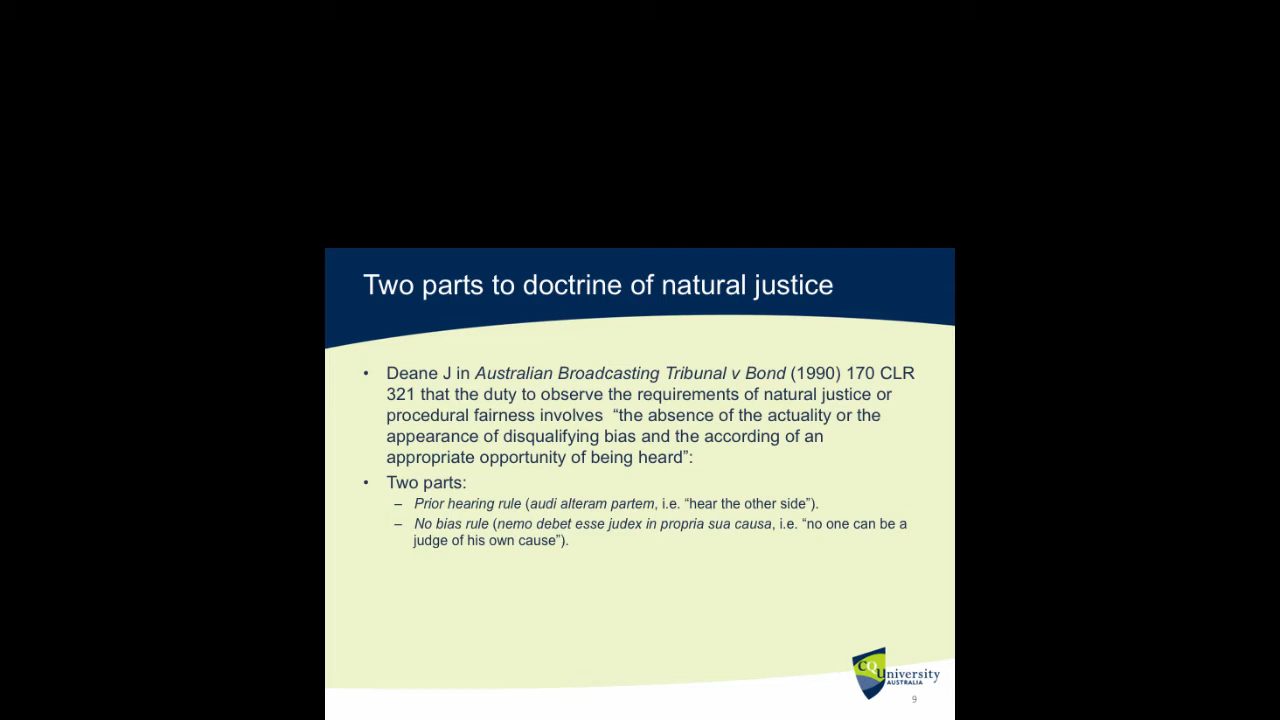 Two parts to doctrine of natural justice
• Deane J in Australian Broadcasting Tribunal v Bond (1990) 170 CLR
321 that the duty to observe the requirements of natural justice or
procedural fairness involves “the absence of the actuality or the
appearance of disqualifying bias and the according of an
appropriate opportunity of being heard”:
• Two parts:
– Prior hearing rule (audi alteram partem, i.e. “hear the other side”).
– No bias rule (nemo debet esse judex in propria sua causa, i.e. “no one can be a
judge of his own cause”).
CQUniversity
AUSTRALIA
9